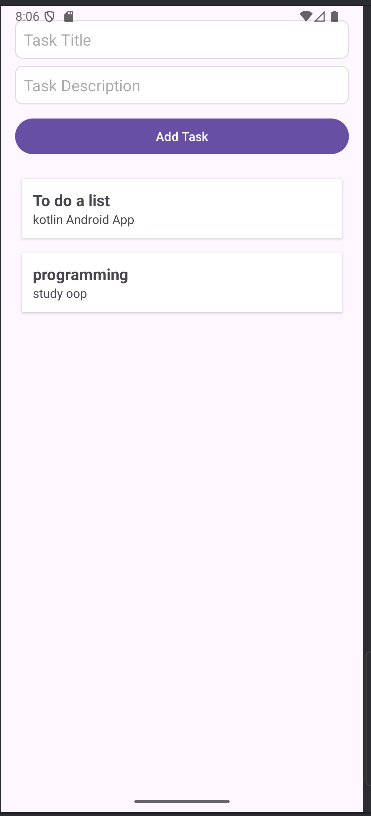 8:06
Task Title
Task Description
Add Task
To do a list
kotlin Android App
programming
study oop